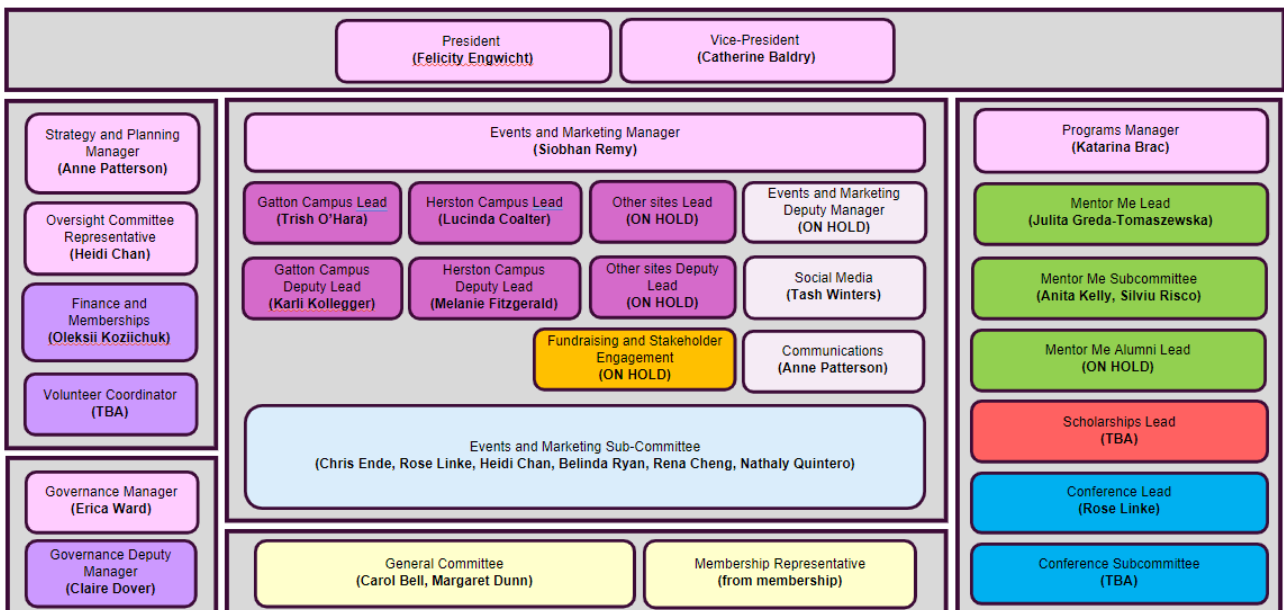 President
(Felicity Engwicht)
Vice-President
(Catherine Baldry)
Strategy and Planning
Manager
(Anne Patterson)
Oversight Committee
Representative
(Heidi Chan)
Finance and
Memberships
(Oleksii Koziichuk)
Volunteer Coordinator
(TBA)
Governance Manager
(Erica Ward)
Governance Deputy
Manager
(Claire Dover)
Events and Marketing Manager
(Siobhan Remy)
Gatton Campus Lead
(Trish O'Hara)
Herston Campus Lead
(Lucinda Coalter)
Other sites Lead
(ON HOLD)
Events and Marketing
Deputy Manager
(ON HOLD)
Gatton Campus
Deputy Lead
(Karli Kollegger)
Herston Campus
Deputy Lead
(Melanie Fitzgerald)
Other sites Deputy
Lead
(ON HOLD)
Social Media
(Tash Winters)
Fundraising and Stakeholder
Engagement
(ON HOLD)
Communications
(Anne Patterson)
Events and Marketing Sub-Committee
(Chris Ende, Rose Linke, Heidi Chan, Belinda Ryan, Rena Cheng, Nathaly Quintero)
General Committee
(Carol Bell, Margaret Dunn)
Membership Representative
(from membership)
Programs Manager
(Katarina Brac)
Mentor Me Lead
(Julita Greda-Tomaszewska)
Mentor Me Subcommittee
(Anita Kelly, Silviu Risco)
Mentor Me Alumni Lead
(ON HOLD)
Scholarships Lead
(TBA)
Conference Lead
(Rose Linke)
Conference Subcommittee
(TBA)